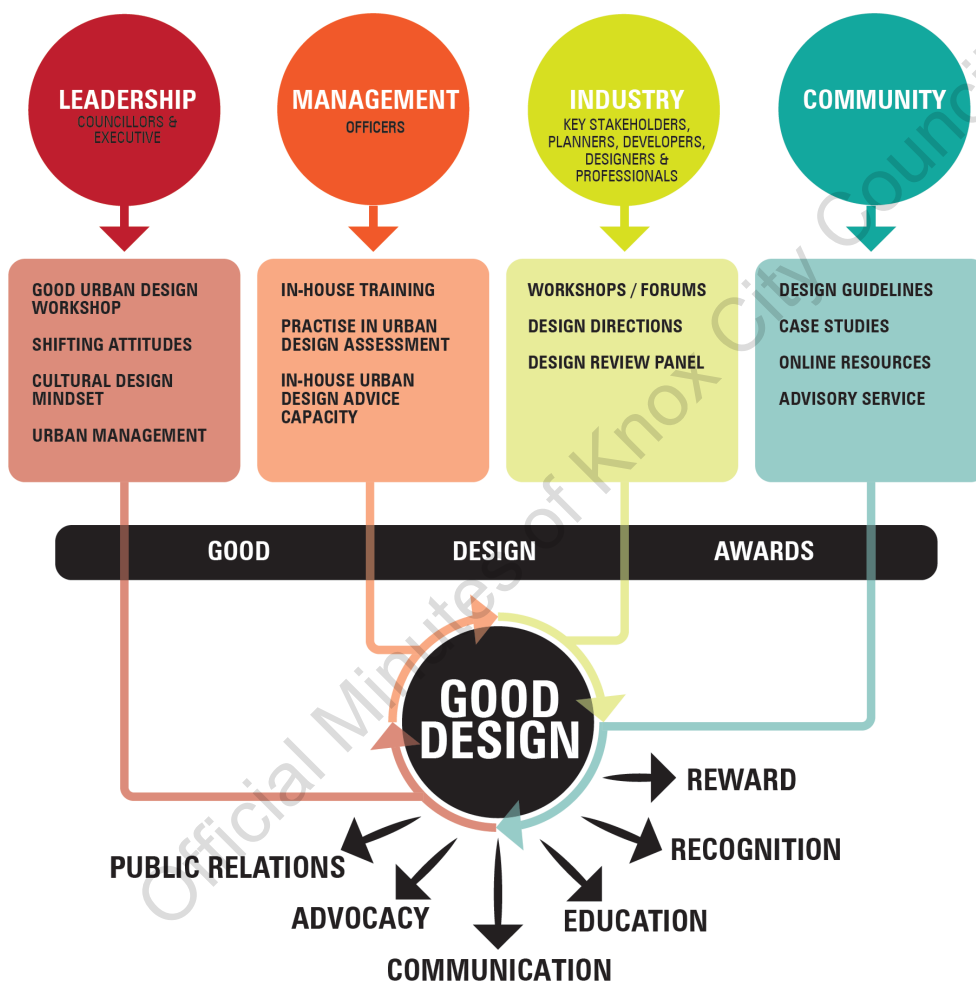 LEADERSHIP
COUNCILLORS &
EXECUTIVE
MANAGEMENT
OFFICERS
INDUSTRY
KEY STAKEHOLDERS,
PLANNERS, DEVELOPERS,
DESIGNERS &
PROFESSIONALS
COMMUNITY
GOOD URBAN DESIGN
WORKSHOP
SHIFTING ATTITUDES
CULTURAL DESIGN
MINDSET
URBAN MANAGEMENT
IN-HOUSE TRAINING
PRACTISE IN URBAN
DESIGN ASSESSMENT
IN-HOUSE URBAN
DESIGN ADVICE
CAPACITY
WORKSHOPS / FORUMS
DESIGN DIRECTIONS
DESIGN REVIEW PANEL
DESIGN GUIDELINES
CASE STUDIES
ONLINE RESOURCES
ADVISORY SERVICE
GOOD DESIGN AWARDS
GOOD
DESIGN
REWARD
RECOGNITION
EDUCATION
COMMUNICATION
ADVOCACY
PUBLIC RELATIONS
Official Minutes of Knox City Council